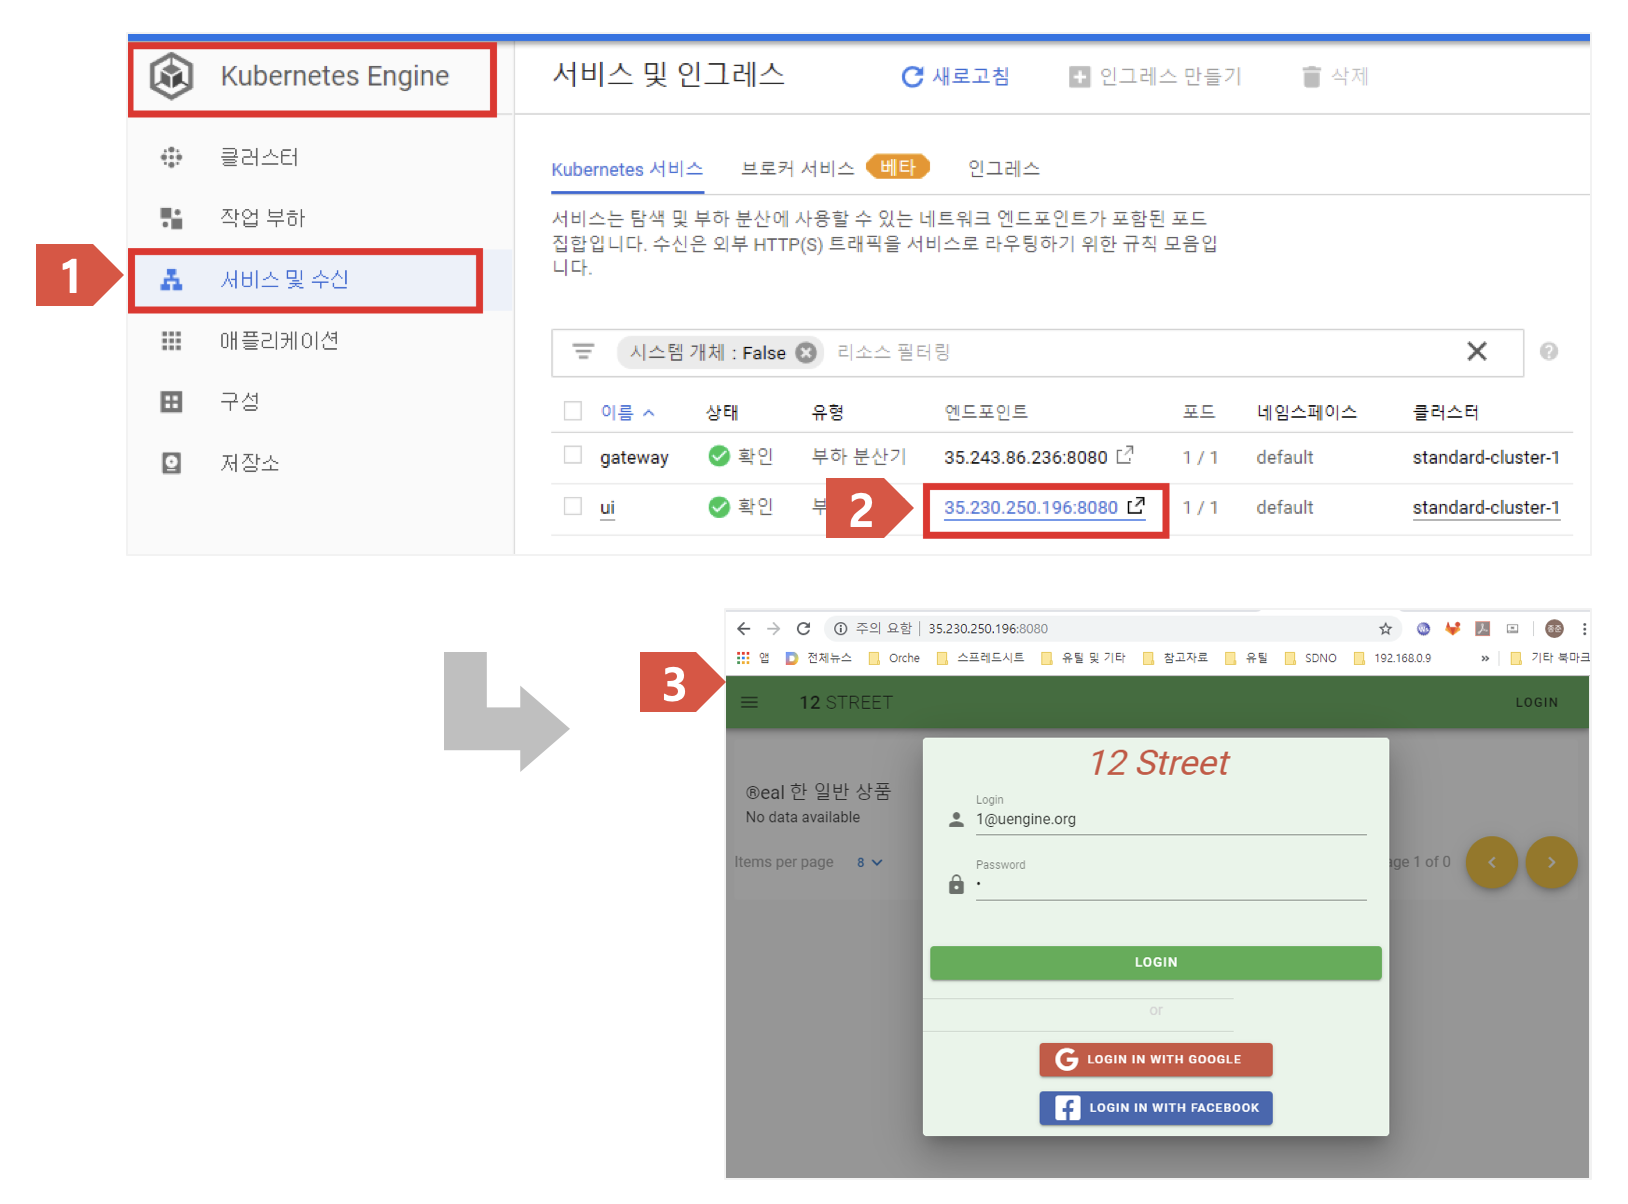 Kubernetes Engine
서비스 및 인그레스
새로고침
인그레스 만들기
삭제
클러스터
작업 부하
1
서비스 및 수신
애플리케이션
구성
저장소
Kubernetes 서비스
브로커 서비스
베타
인그레스
서비스는 탐색 및 부하 분산에 사용할 수 있는 네트워크 엔드포인트가 포함된 포드
집합입니다. 수신은 외부 HTTP(S) 트래픽을 서비스로 라우팅하기 위한 규칙 모음입
니다.
시스템 개체 : False 리소스 필터링
이름 상태 유형 엔드포인트 포드 네임스페이스 클러스터
gateway 확인 부하 분산기 35.243.86.236:8080 1 / 1 default standard-cluster-1
ui 확인 부 2 35.230.250.196:8080 1 / 1 default standard-cluster-1
주의 요함 | 35.230.250.196:8080
앱 전체뉴스 Orche 스프레드시트 유틸 및 기타 참고자료 유틸 SDNO 192.168.0.9 » 기타 북마크
3
12 STREET
LOGIN
12 Street
®eal 한 일반 상품
No data available
Items per page 8
age 1 of 0
Login
1@uengine.org
Password
LOGIN
or
LOGIN IN WITH GOOGLE
LOGIN IN WITH FACEBOOK